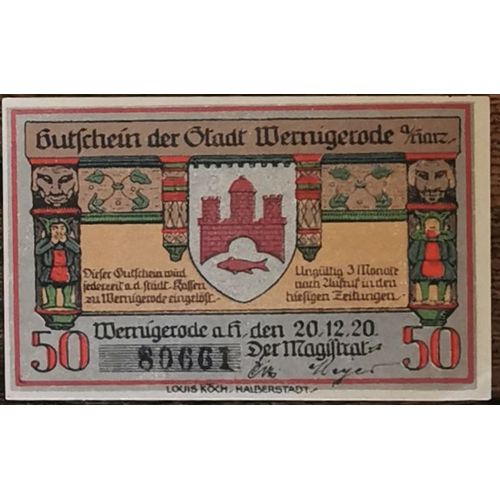 Gutschein der Stadt Wernigerode a/Harz
Dieser Gutschein wird
jederzeit a.d. städt. Kassen
zu Wernigerode eingelöst.
Ungültig 3 Monate
nach Aufruf in den
hiesigen Zeitungen.
Wernigerode a.H. den 20.12.20.
50
80661
Der Magistrat
50
Meyer
LOUIS KOCH. HALBERSTADT.